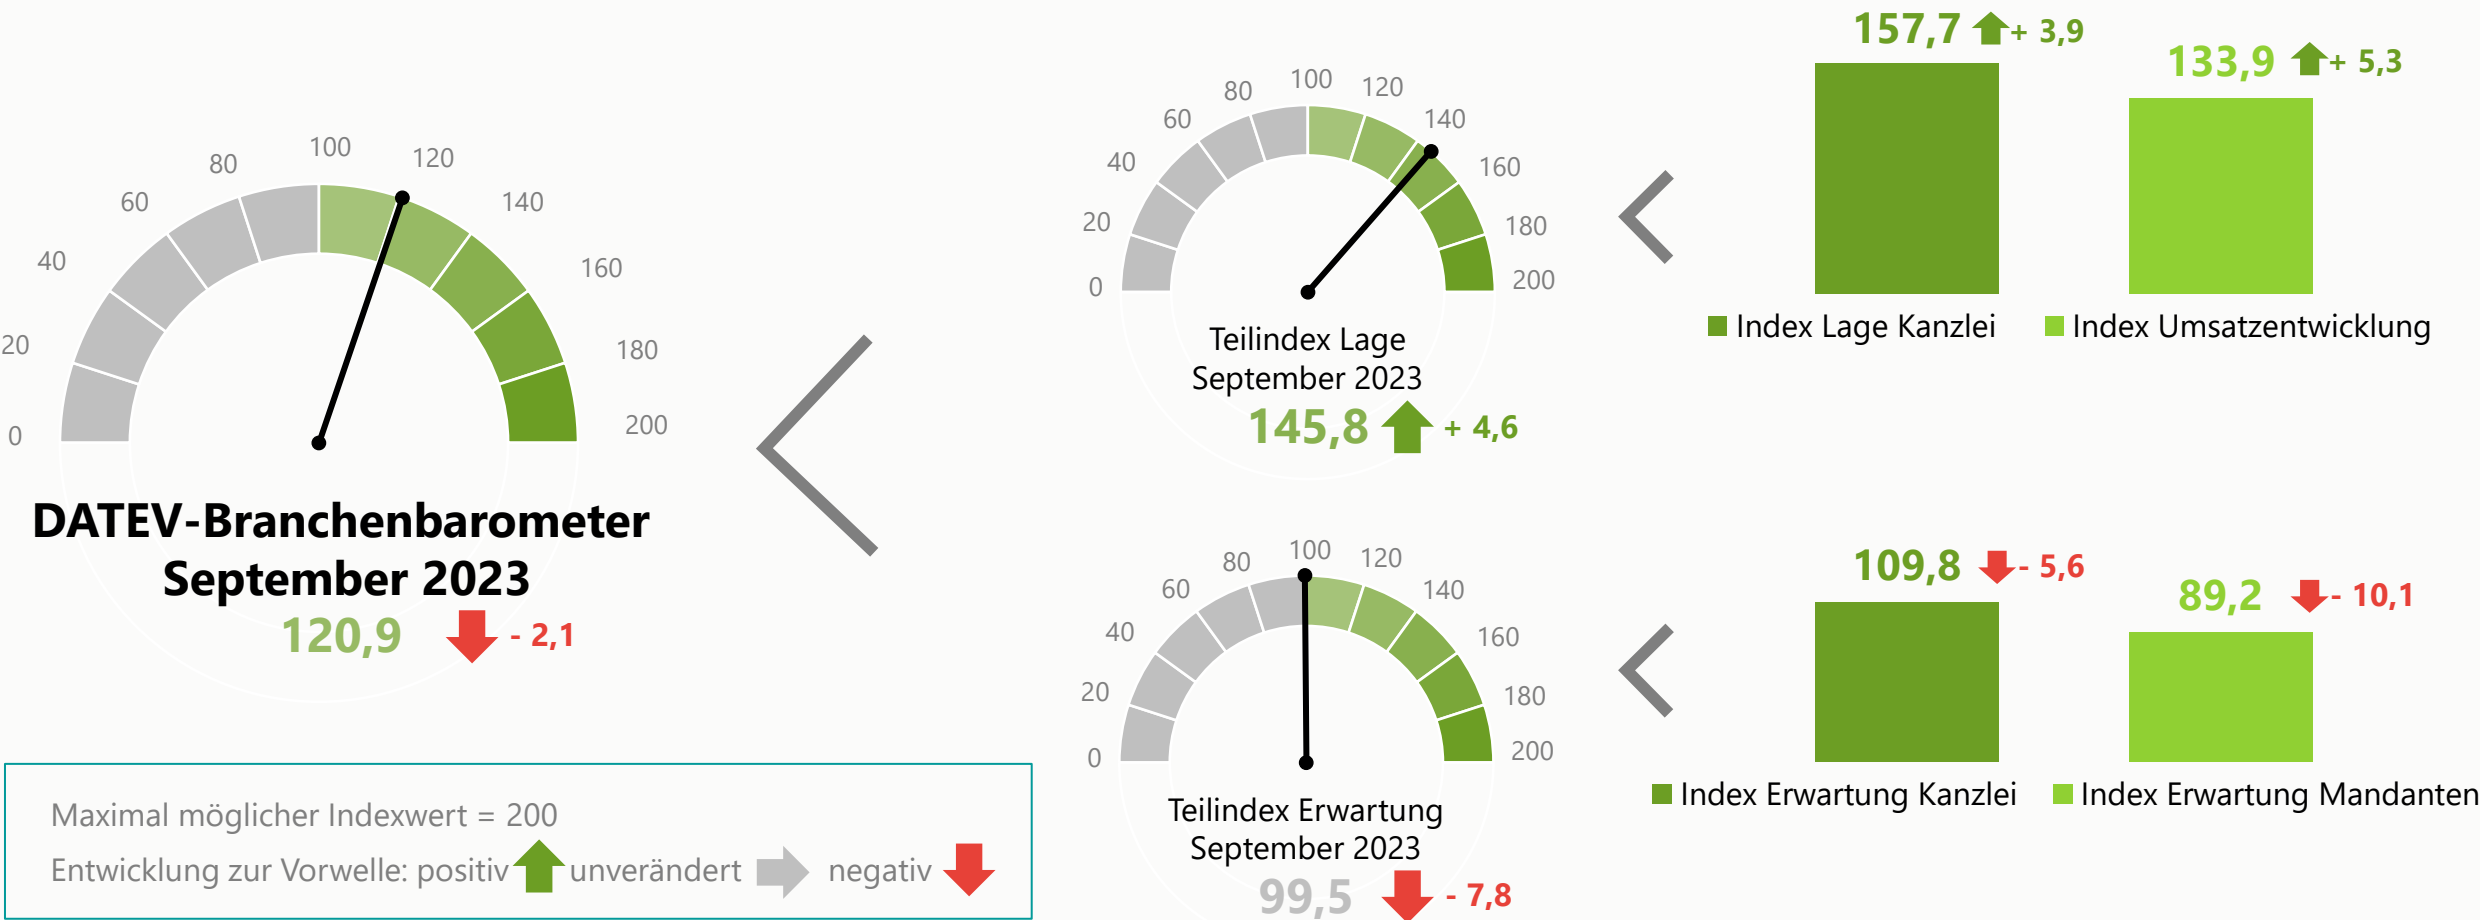 0
20
40
60
80
100
120
140
160
180
200
DATEV-Branchenbarometer
September 2023
120,9 - 2,1
0
20
40
60
80
100
120
140
160
180
200
Teilindex Lage
September 2023
145,8 + 4,6
157,7 + 3,9
133,9 + 5,3
Index Lage Kanzlei
Index Umsatzentwicklung
0
20
40
60
80
100
120
140
160
180
200
Teilindex Erwartung
September 2023
99,5 - 7,8
109,8 - 5,6
89,2 - 10,1
Index Erwartung Kanzlei
Index Erwartung Mandanten
Maximal möglicher Indexwert = 200
Entwicklung zur Vorwelle: positiv unverändert negativ